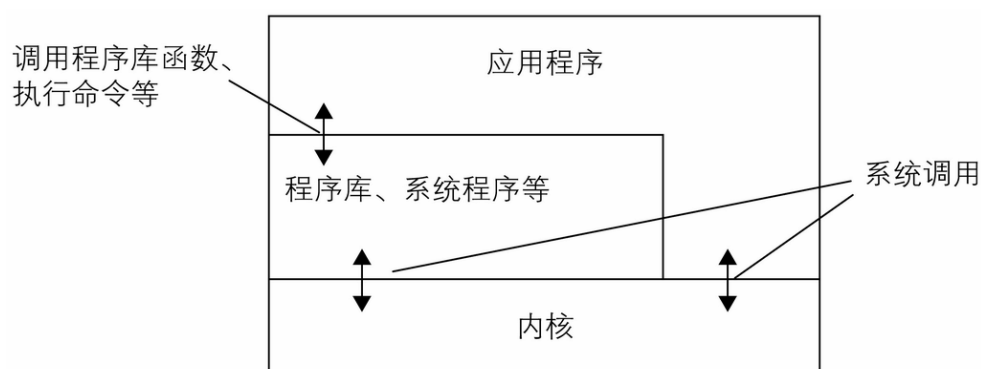 调用程序库函数、
执行命令等
应用程序
程序库、系统程序等
系统调用
内核